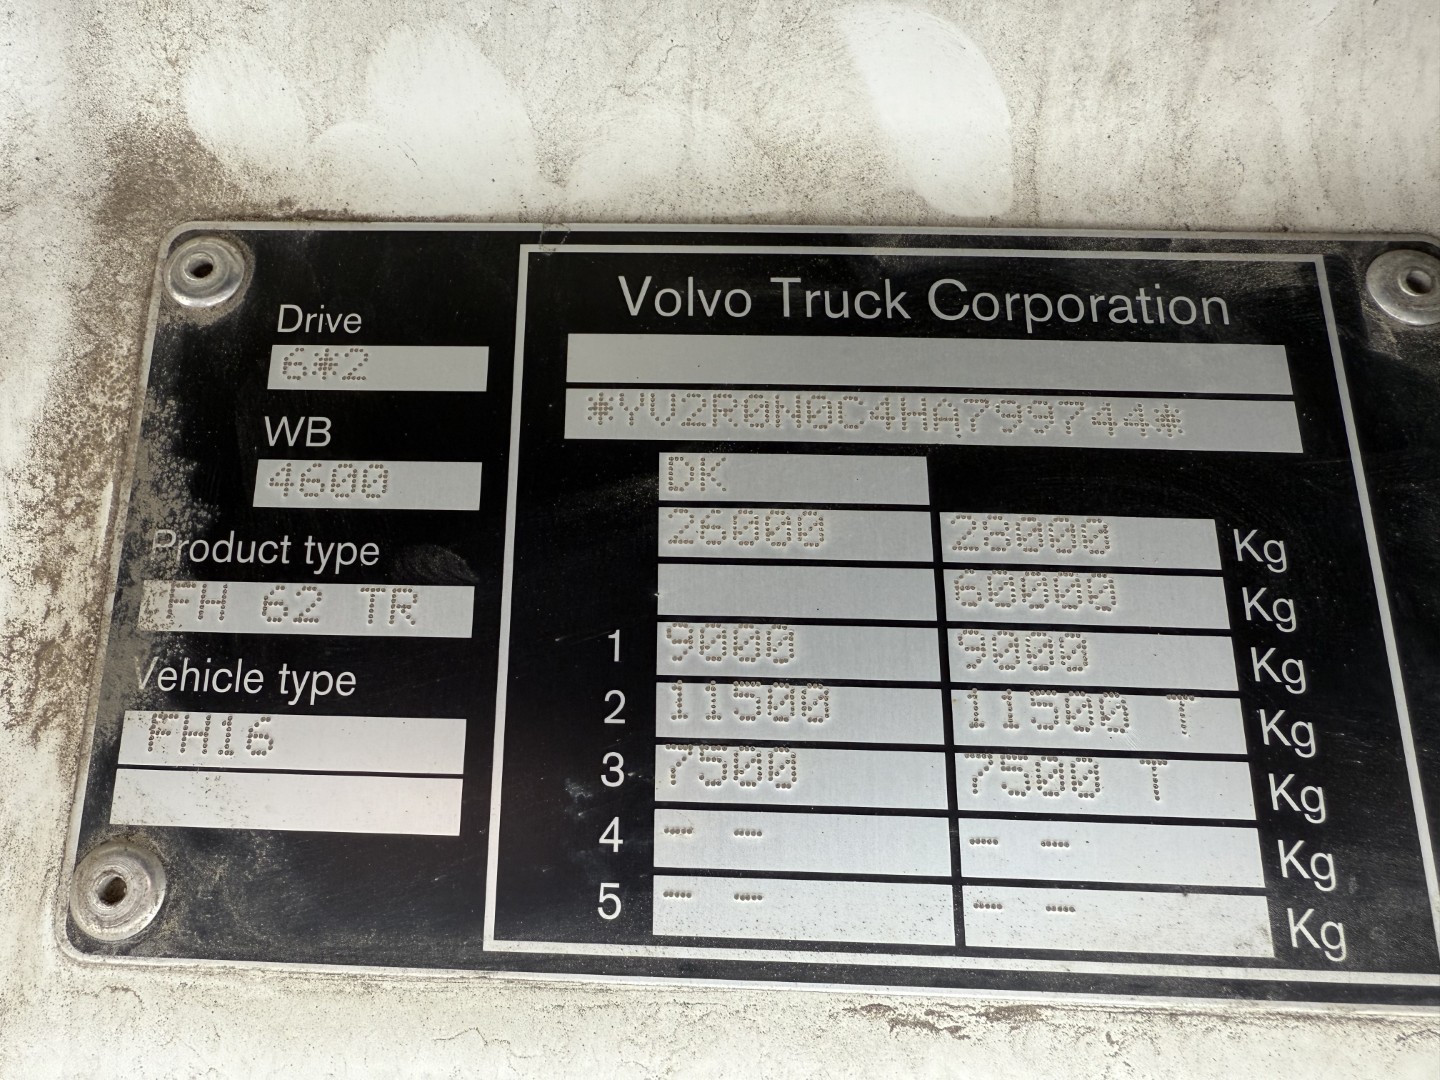 Volvo Truck Corporation
Drive
6*2
*YV2R0N0C4HA799744*
WB
4600
DK
26000 28000 Kg
Product type
FH 62 TR
60000 Kg
1 9000 9000 Kg
Vehicle type
FH16
2 11500 11500 T Kg
3 7500 7500 T Kg
4 - - - - Kg
5 - - - - Kg